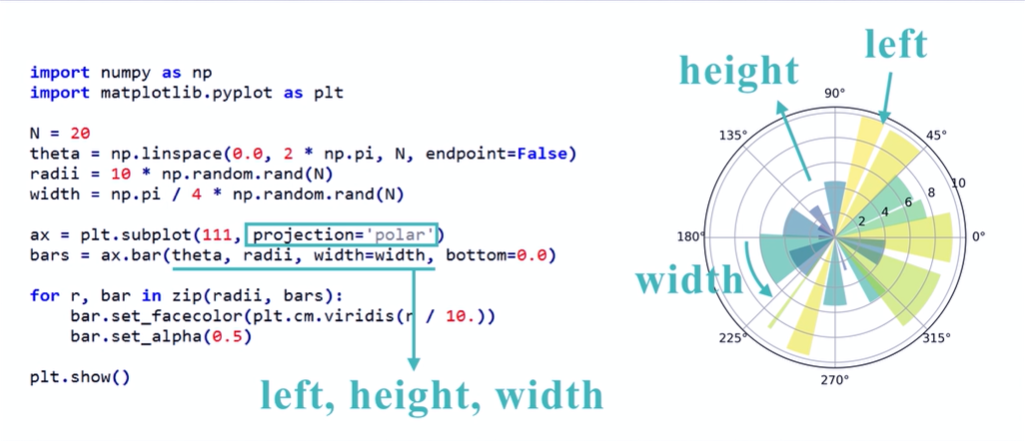 import numpy as np
import matplotlib.pyplot as plt
N = 20
theta = np.linspace(0.0, 2 * np.pi, N, endpoint=False)
radii = 10 * np.random.rand(N)
width = np.pi / 4 * np.random.rand(N)
ax = plt.subplot(111, projection='polar')
bars = ax.bar(theta, radii, width=width, bottom=0.0)
for r, bar in zip(radii, bars):
    bar.set_facecolor(plt.cm.viridis(r / 10.))
    bar.set_alpha(0.5)
plt.show()
left, height, width
left
height
90°
135°
45°
10
8
6
4
2
180°
0°
width
225°
315°
270°